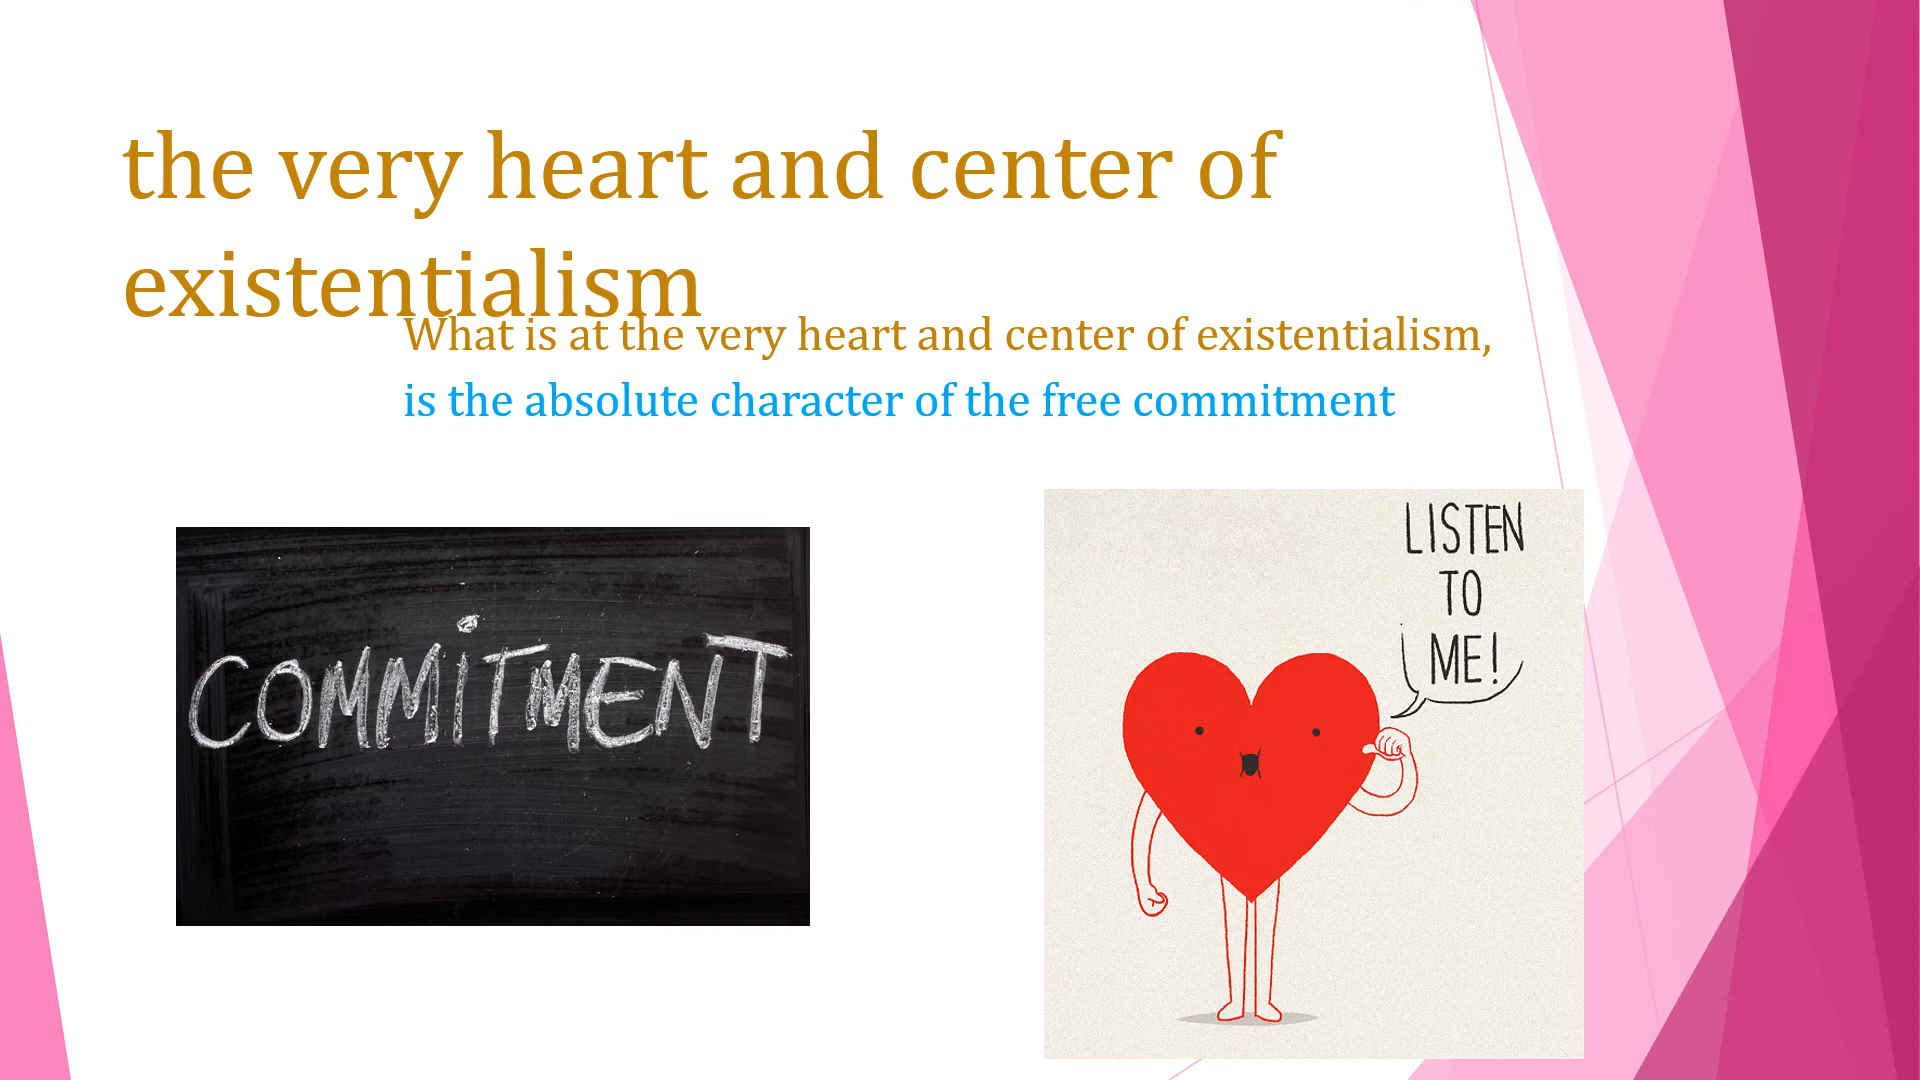 the very heart and center of
existentialism
What is at the very heart and center of existentialism,
is the absolute character of the free commitment
COMMiTMENT
LISTEN
TO
ME!